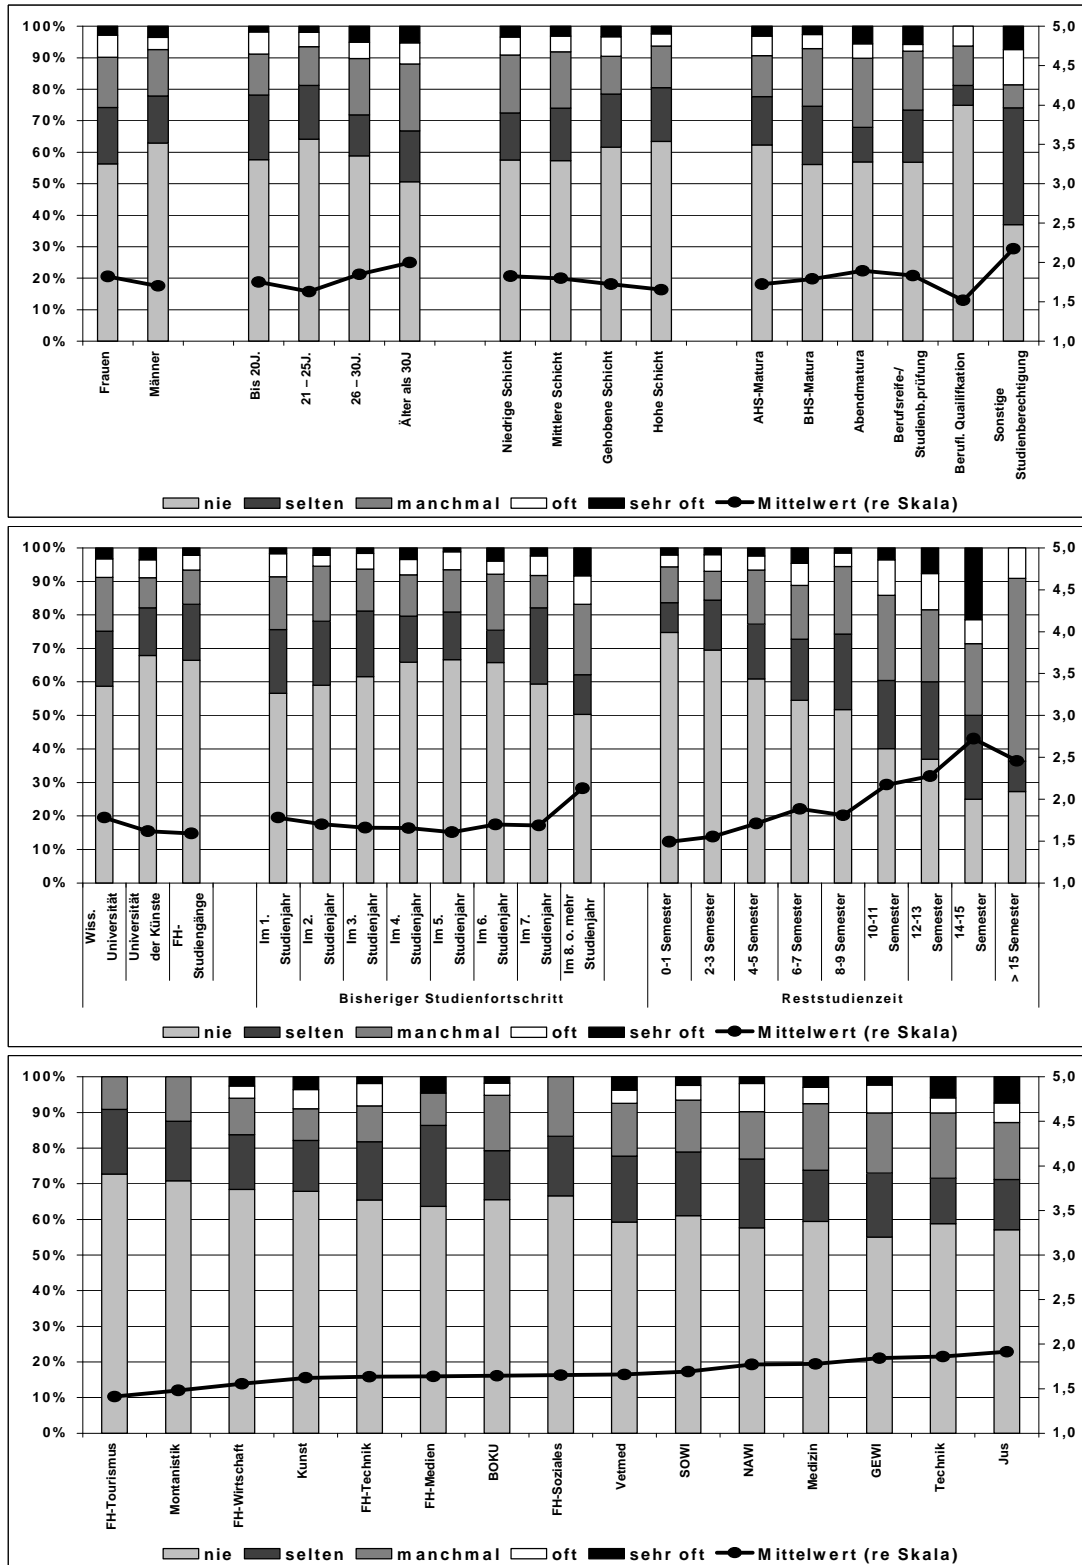 100%
90%
80%
70%
60%
50%
40%
30%
20%
10%
0%
5,0
4,5
4,0
3,5
3,0
2,5
2,0
1,5
1,0
Frauen
Männer
Bis 20J.
21 – 25J.
26 – 30J.
Älter als 30J
Niedrige Schicht
Mittlere Schicht
Gehobene Schicht
Hohe Schicht
AHS-Matura
BHS-Matura
Abendmatura
Berufsreife-/
Studienb.prüfung
Berufl. Quailifkation
Sonstige
Studienberechtigung
nie selten manchmal oft sehr oft Mittelwert (re Skala)
100%
90%
80%
70%
60%
50%
40%
30%
20%
10%
0%
5,0
4,5
4,0
3,5
3,0
2,5
2,0
1,5
1,0
Wiss.
Universität
Universität
der Künste
FH-
Studiengänge
Im 1.
Studienjahr
Im 2.
Studienjahr
Im 3.
Studienjahr
Im 4.
Studienjahr
Im 5.
Studienjahr
Im 6.
Studienjahr
Im 7.
Studienjahr
Im 8. o. mehr
Studienjahr
0-1 Semester
2-3 Semester
4-5 Semester
6-7 Semester
8-9 Semester
10-11
Semester
12-13
Semester
14-15
Semester
> 15 Semester
Bisheriger Studienfortschritt
Reststudienzeit
nie selten manchmal oft sehr oft Mittelwert (re Skala)
100%
90%
80%
70%
60%
50%
40%
30%
20%
10%
0%
5,0
4,5
4,0
3,5
3,0
2,5
2,0
1,5
1,0
FH-Tourismus
Montanistik
FH-Wirtschaft
Kunst
FH-Technik
FH-Medien
BOKU
FH-Soziales
Vetmed
SOWI
NAWI
Medizin
GEWI
Technik
Jus
nie selten manchmal oft sehr oft Mittelwert (re Skala)